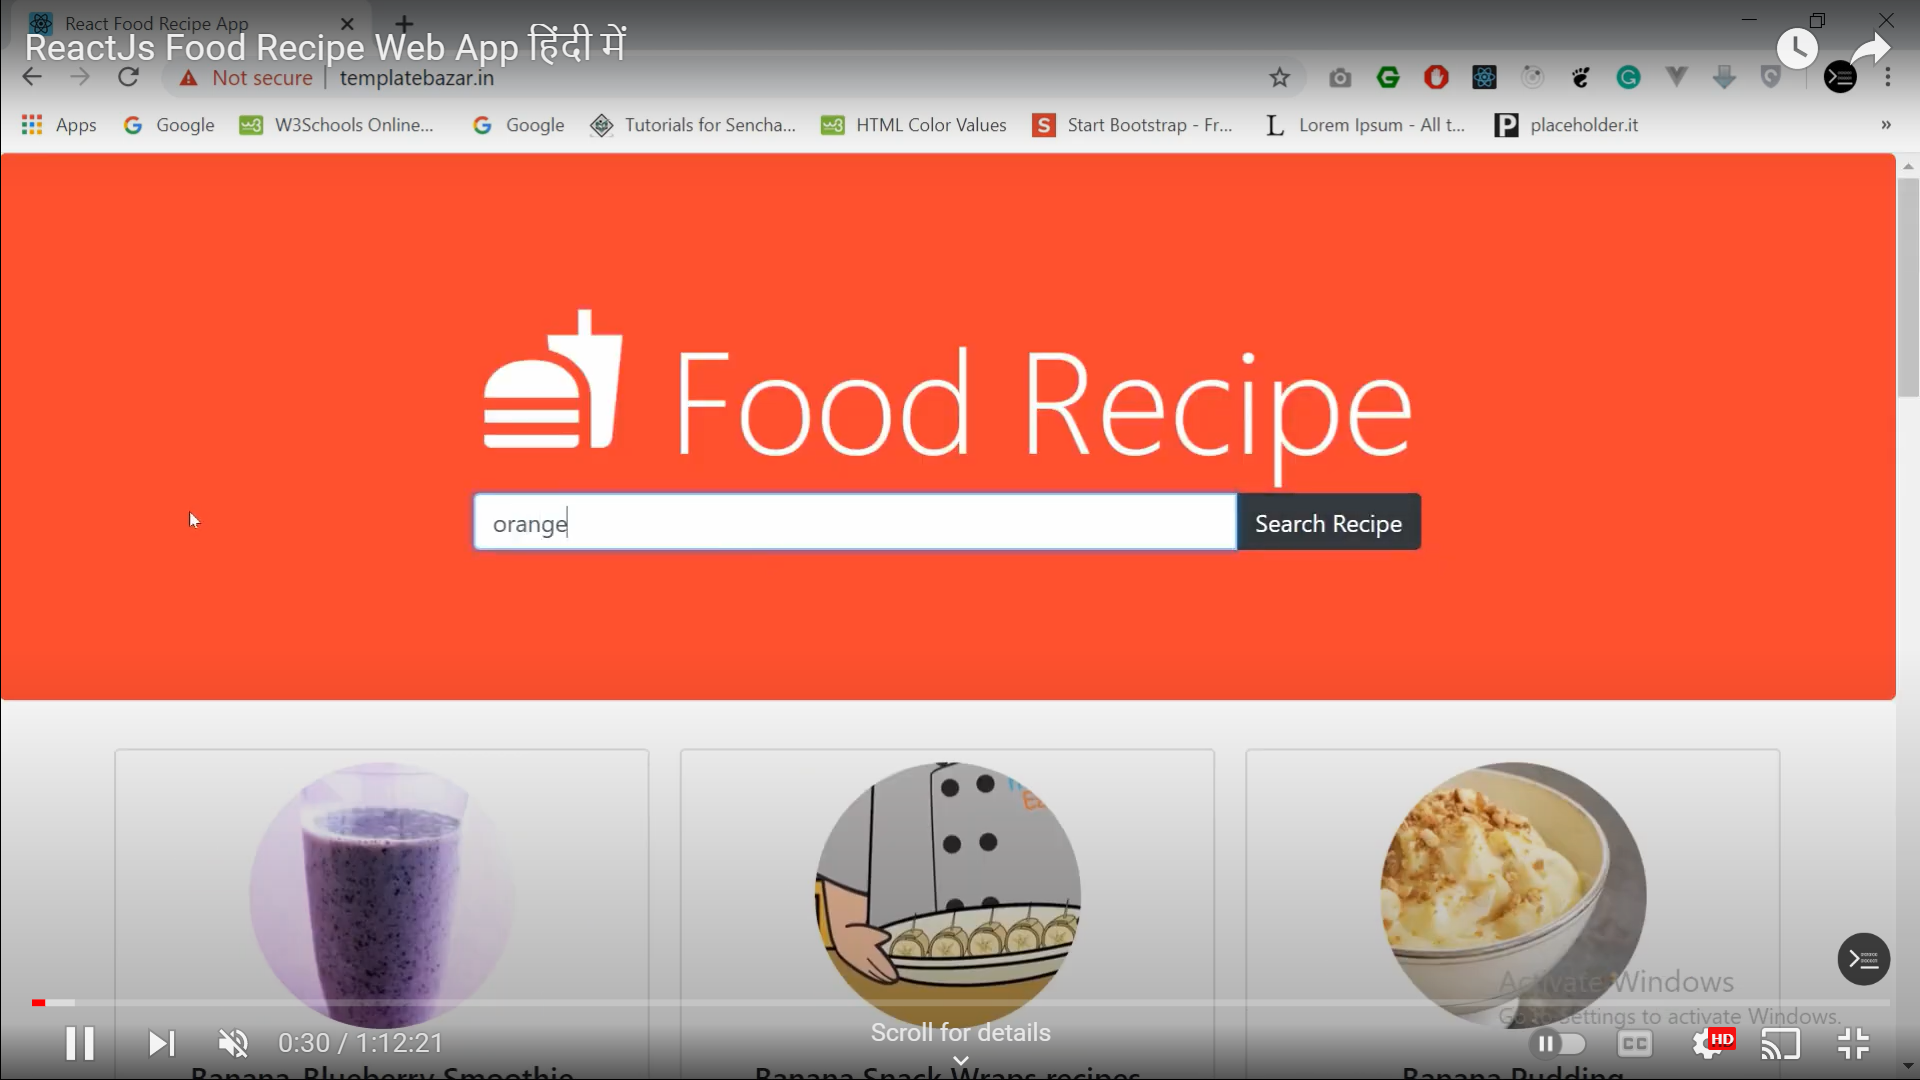 React Food Recipe App
ReactJs Food Recipe Web App हिंदी में
Not secure templatebazar.in
Apps Google W3Schools Online... Google Tutorials for Sencha... HTML Color Values Start Bootstrap - Fr... Lorem Ipsum - All t... placeholder.it »
Food Recipe
orange Search Recipe
Activate Windows
Go to Settings to activate Windows.
Scroll for details
0:30 / 1:12:21 CC HD
Banana-Blueberry Smoothie Banana Snack Wraps recipes Banana Pudding